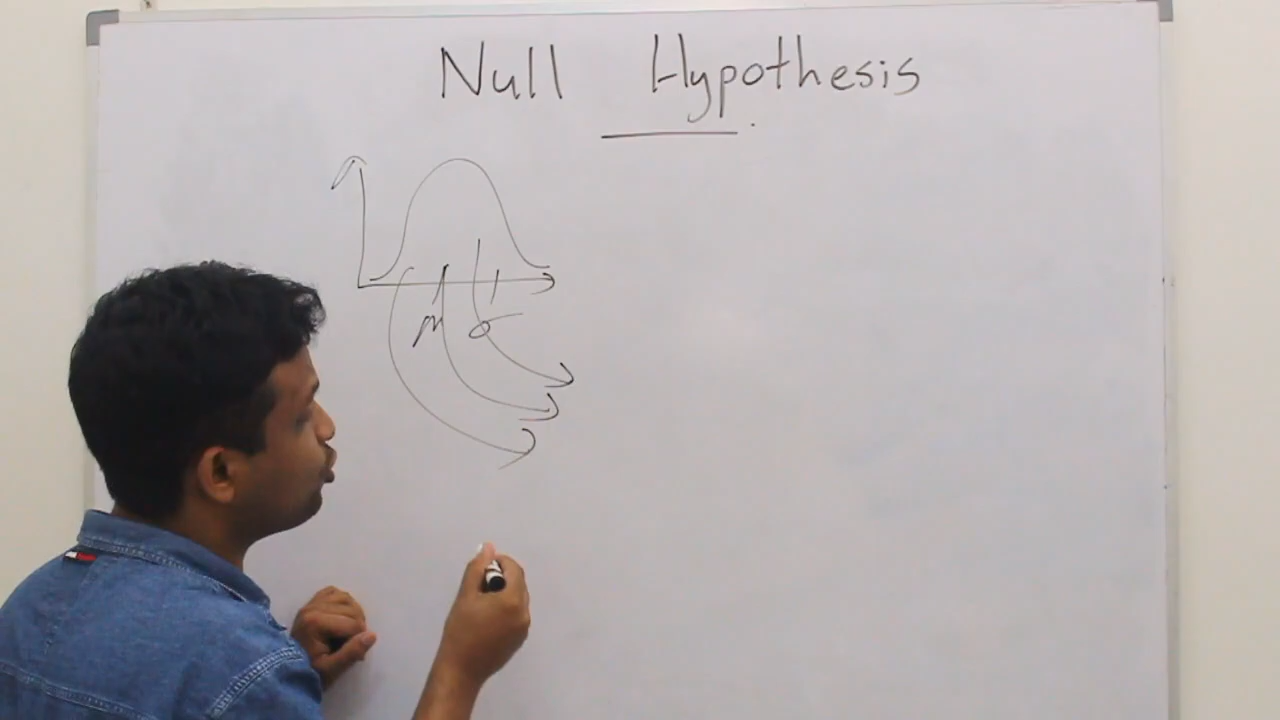 Null Hypothesis
μ σ